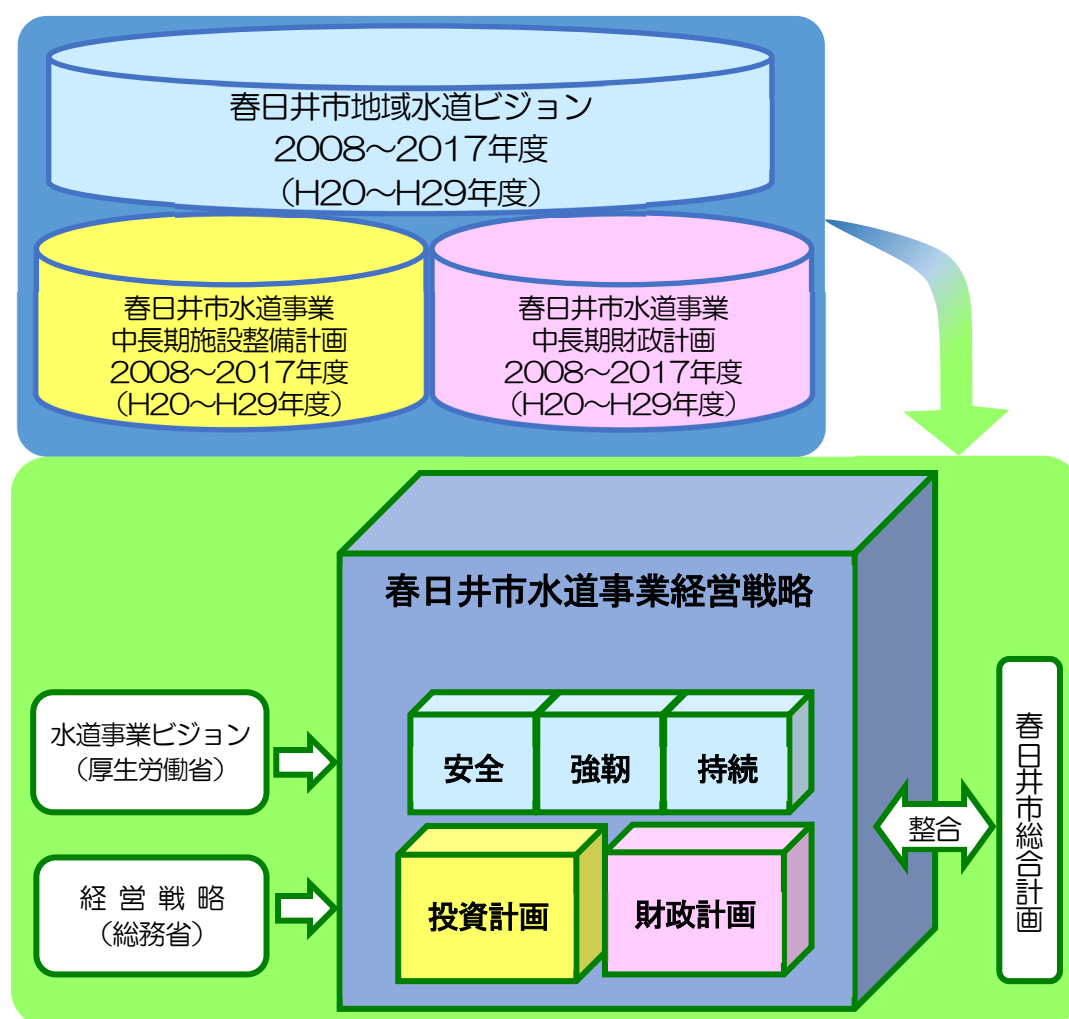 春日井市地域水道ビジョン
2008～2017年度
（H20～H29年度）
春日井市水道事業
中長期施設整備計画
2008～2017年度
（H20～H29年度）
春日井市水道事業
中長期財政計画
2008～2017年度
（H20～H29年度）
春日井市水道事業経営戦略
水道事業ビジョン
（厚生労働省）
安全
強靭
持続
経営戦略
（総務省）
投資計画
財政計画
整合
春日井市総合計画